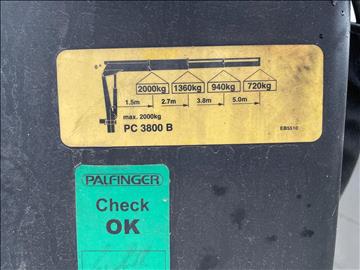 2000kg 1360kg 940kg 720kg
1.5m 2.7m 3.8m 5.0m
max. 2000kg
PC 3800 B
EB5510
PALFINGER
Check
OK